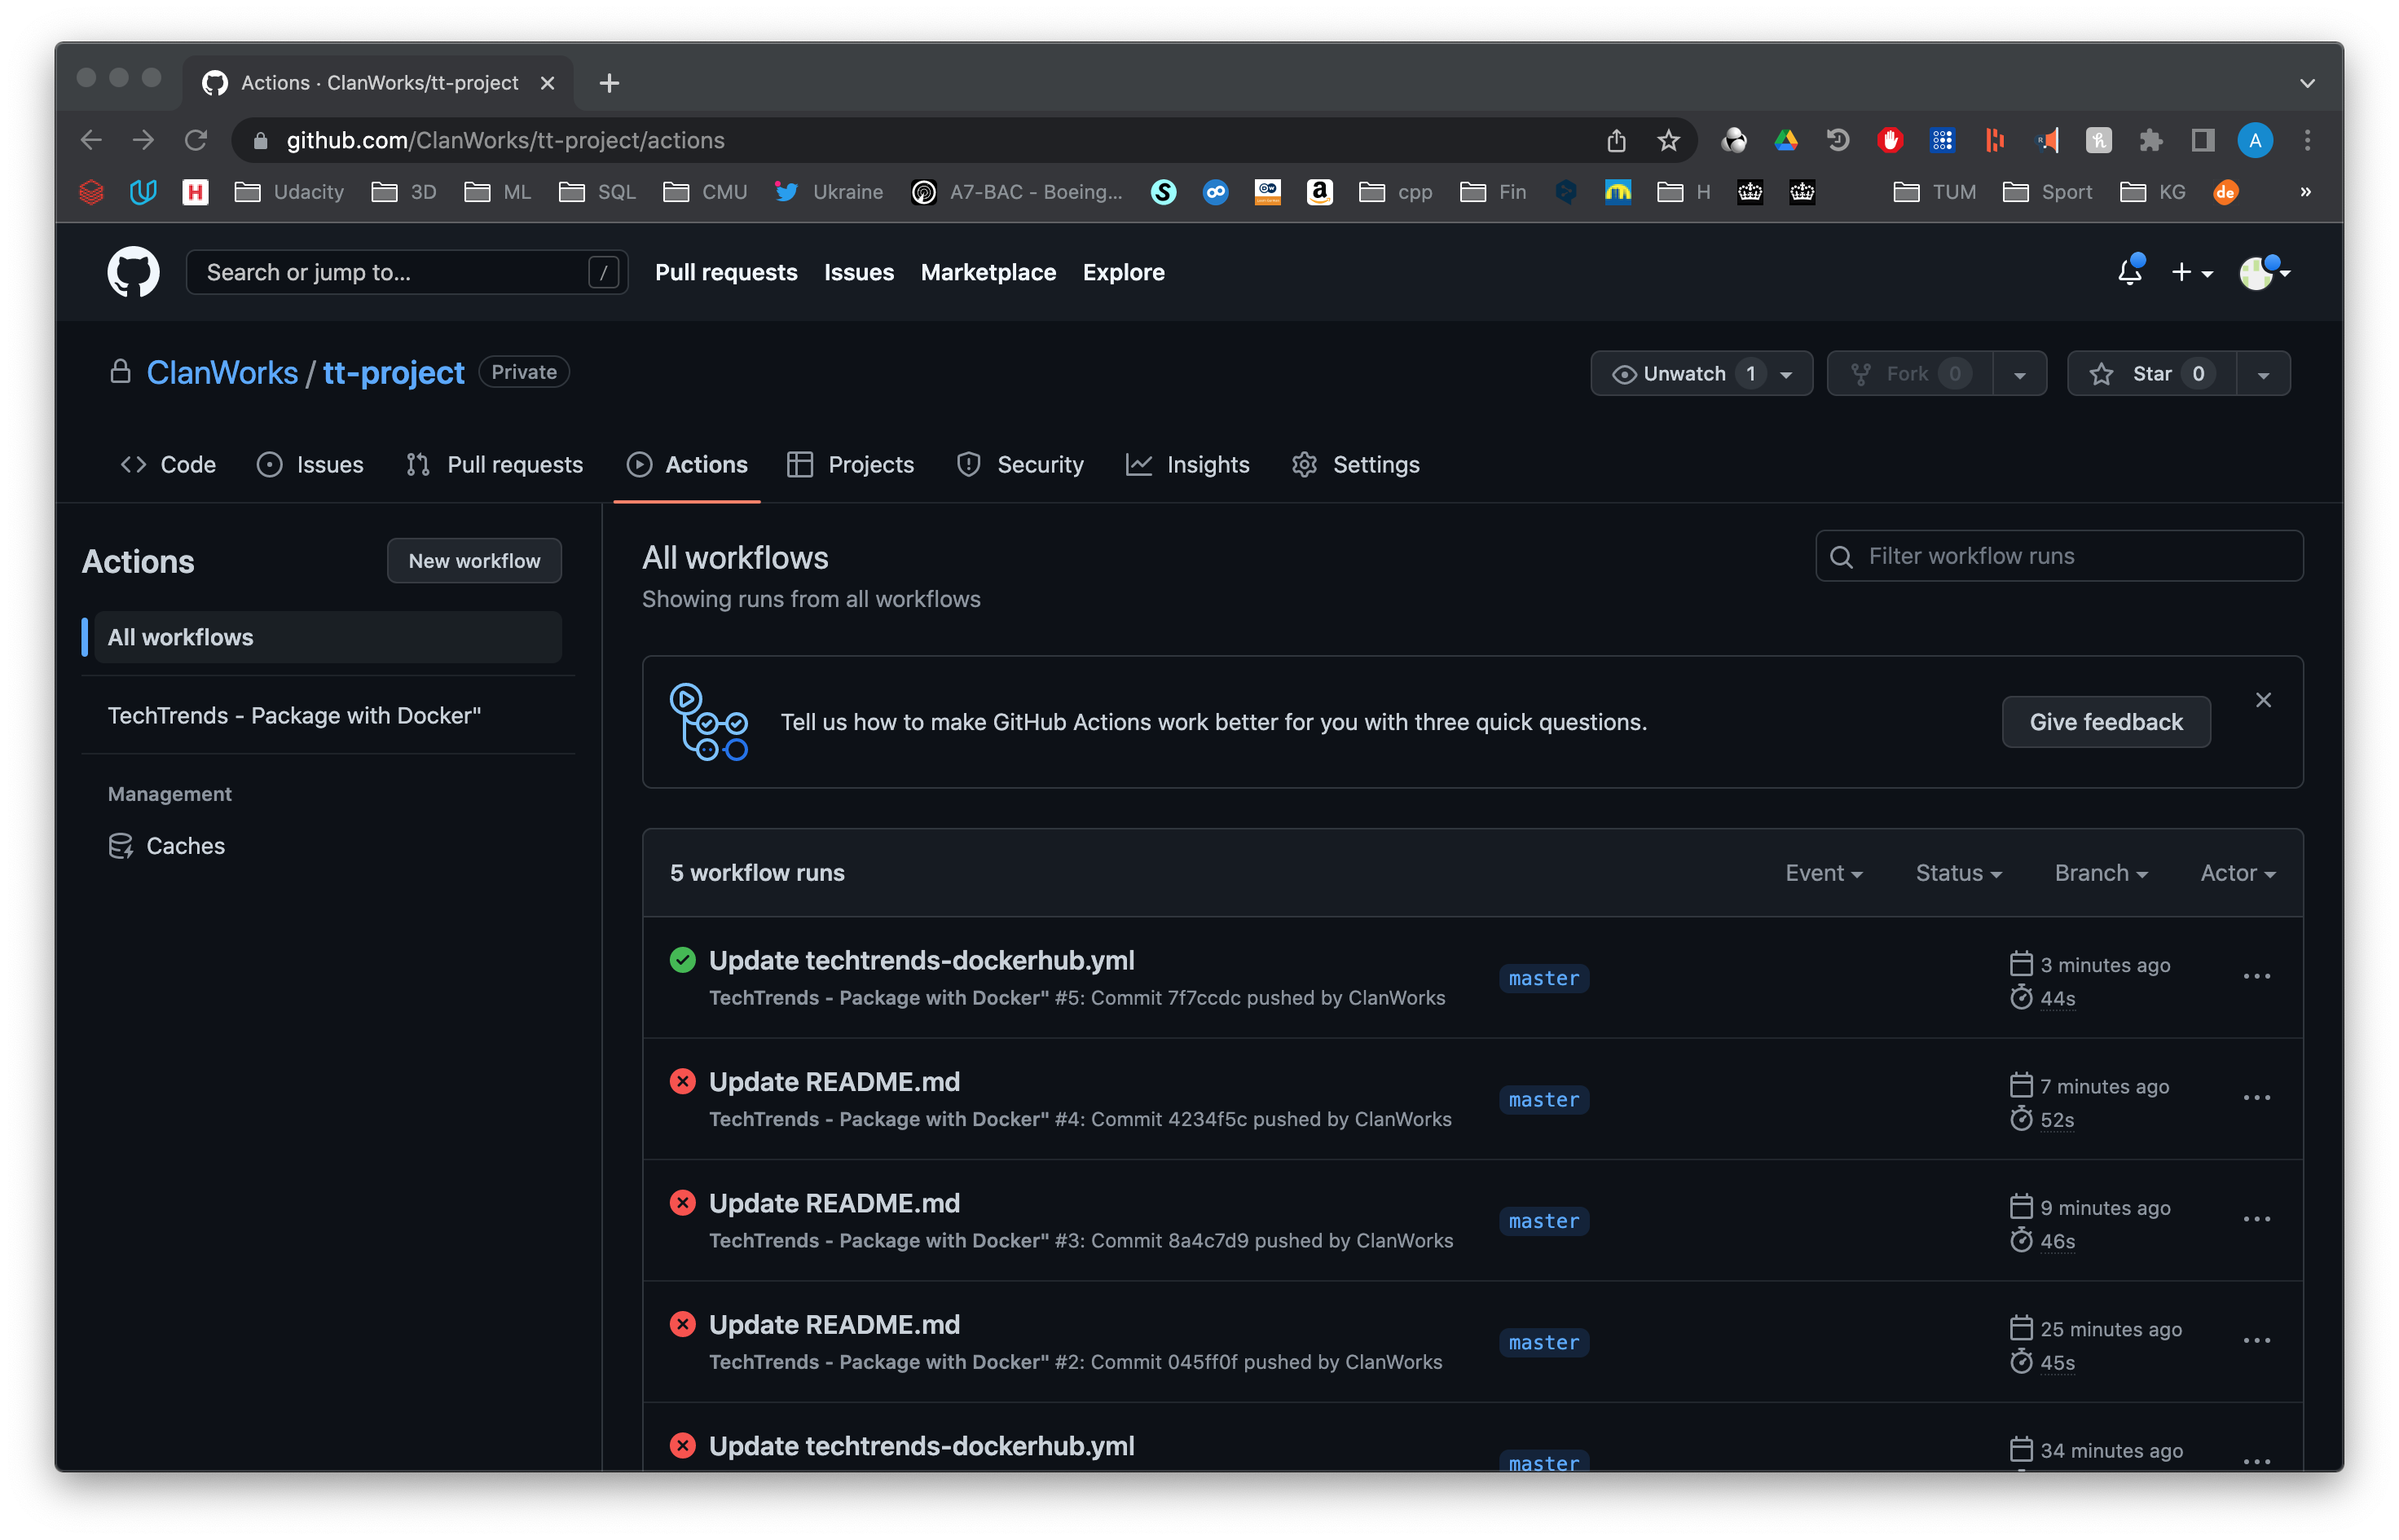 Actions · ClanWorks/tt-project
github.com/ClanWorks/tt-project/actions
A
H Udacity 3D ML SQL CMU Ukraine A7-BAC - Boeing... S a cpp Fin H TUM Sport KG de »
Search or jump to... / Pull requests Issues Marketplace Explore
ClanWorks / tt-project Private Unwatch 1 Fork 0 Star 0
Code Issues Pull requests Actions Projects Security Insights Settings
Actions New workflow
All workflows
TechTrends - Package with Docker"
Management
Caches
All workflows
Filter workflow runs
Showing runs from all workflows
Tell us how to make GitHub Actions work better for you with three quick questions. Give feedback
5 workflow runs Event Status Branch Actor
Update techtrends-dockerhub.yml master 3 minutes ago
TechTrends - Package with Docker" #5: Commit 7f7ccdc pushed by ClanWorks 44s
Update README.md master 7 minutes ago
TechTrends - Package with Docker" #4: Commit 4234f5c pushed by ClanWorks 52s
Update README.md master 9 minutes ago
TechTrends - Package with Docker" #3: Commit 8a4c7d9 pushed by ClanWorks 46s
Update README.md master 25 minutes ago
TechTrends - Package with Docker" #2: Commit 045ff0f pushed by ClanWorks 45s
Update techtrends-dockerhub.yml master 34 minutes ago